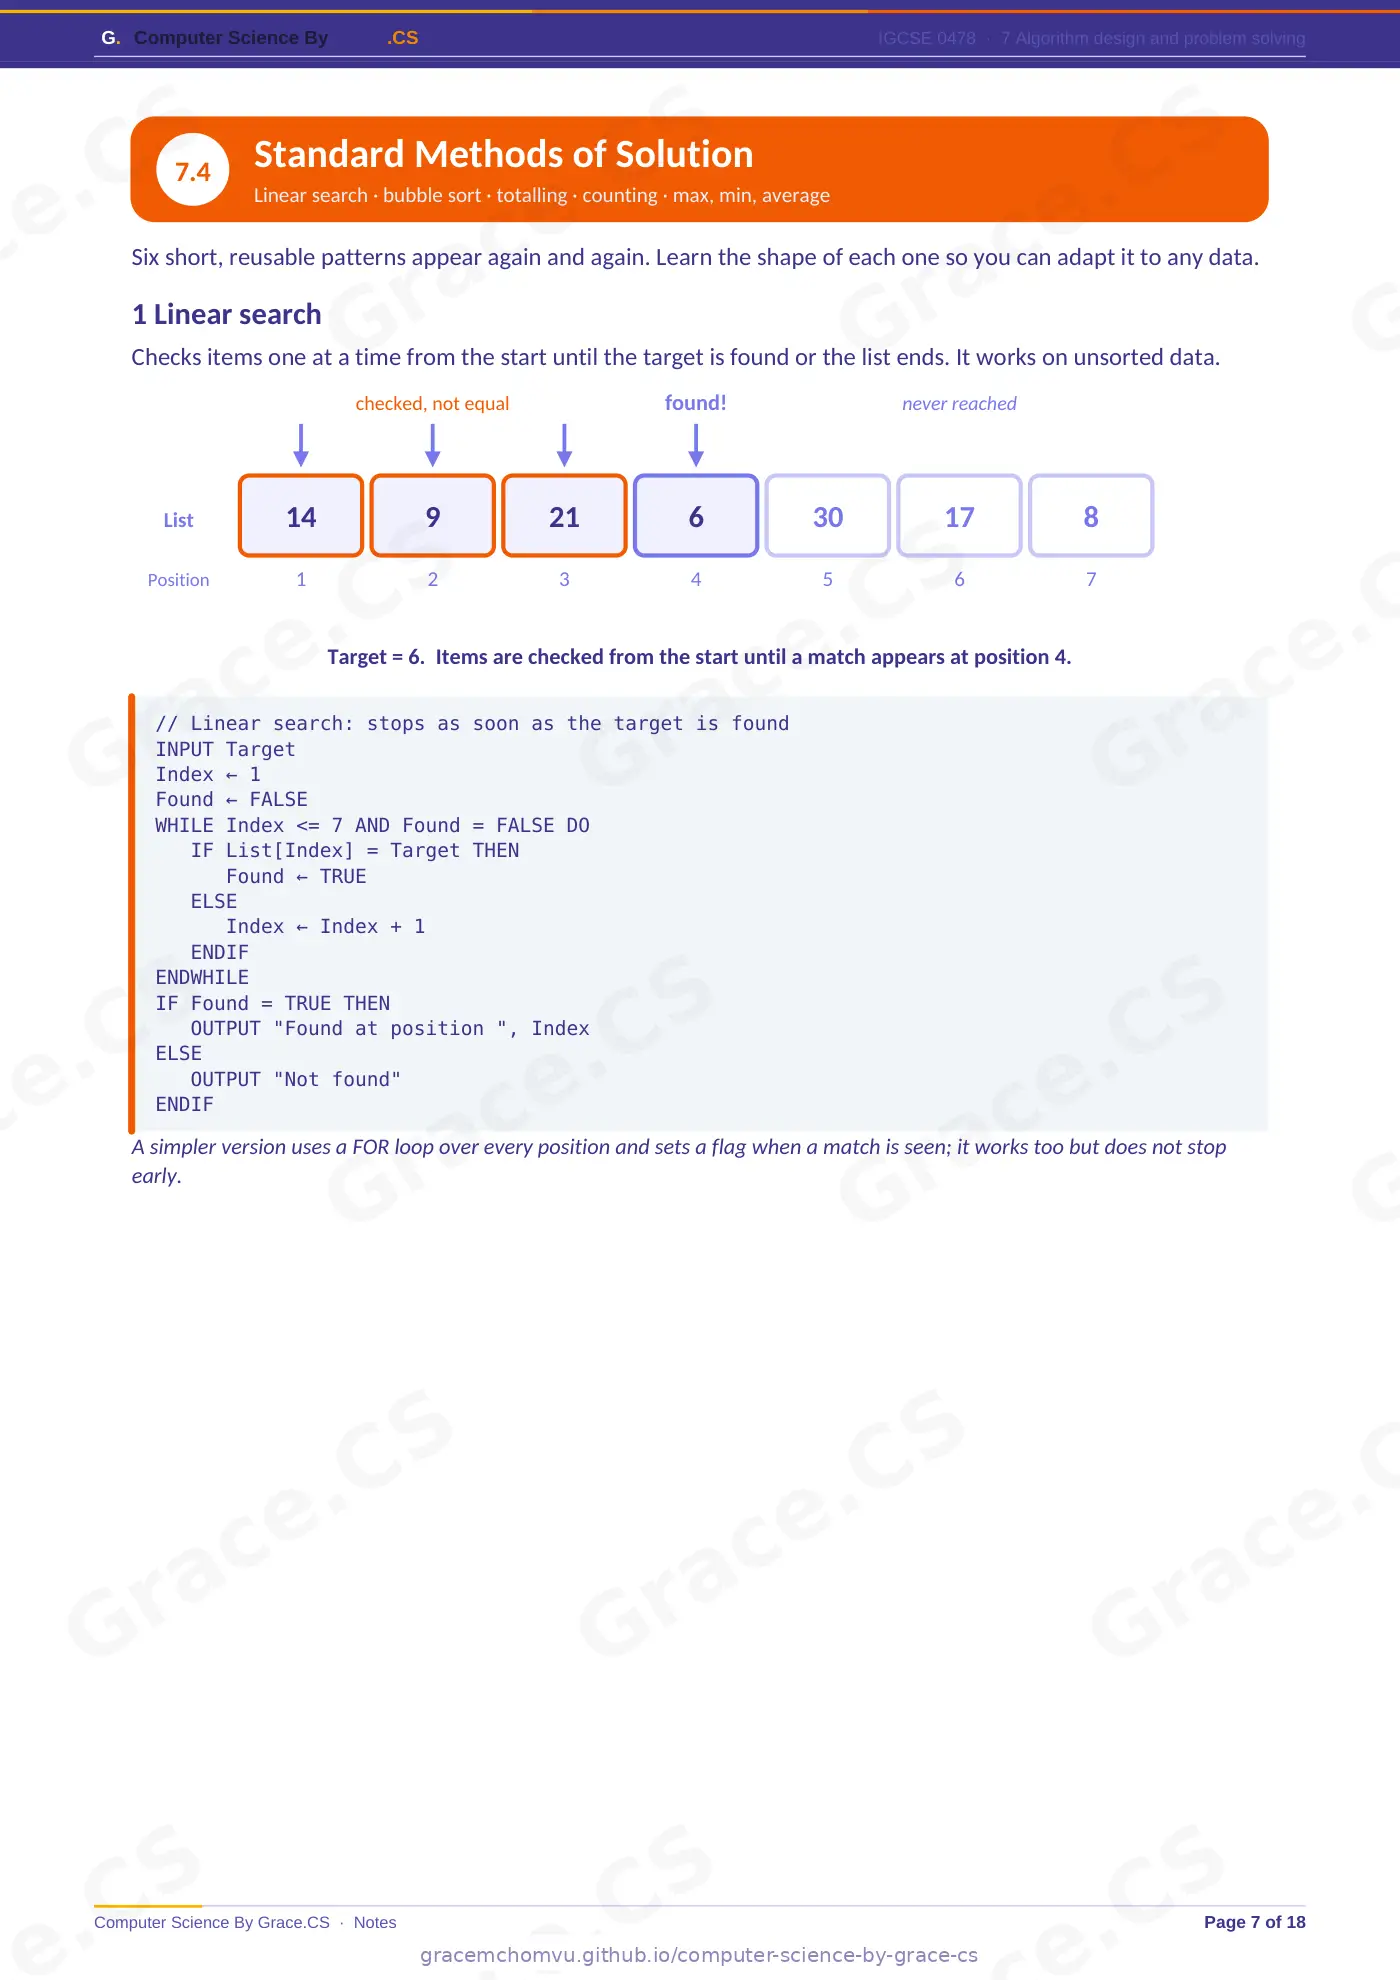 G. Computer Science By .CS
IGCSE 0478 · 7 Algorithm design and problem solving
7.4
Standard Methods of Solution
Linear search · bubble sort · totalling · counting · max, min, average
Six short, reusable patterns appear again and again. Learn the shape of each one so you can adapt it to any data.
1 Linear search
Checks items one at a time from the start until the target is found or the list ends. It works on unsorted data.
checked, not equal found! never reached
List 14 9 21 6 30 17 8
Position 1 2 3 4 5 6 7
Target = 6. Items are checked from the start until a match appears at position 4.
// Linear search: stops as soon as the target is found
INPUT Target
Index ← 1
Found ← FALSE
WHILE Index <= 7 AND Found = FALSE DO
   IF List[Index] = Target THEN
      Found ← TRUE
   ELSE
      Index ← Index + 1
   ENDIF
ENDWHILE
IF Found = TRUE THEN
   OUTPUT "Found at position ", Index
ELSE
   OUTPUT "Not found"
ENDIF
A simpler version uses a FOR loop over every position and sets a flag when a match is seen; it works too but does not stop
early.
Computer Science By Grace.CS · Notes
Page 7 of 18
gracemchomvu.github.io/computer-science-by-grace-cs